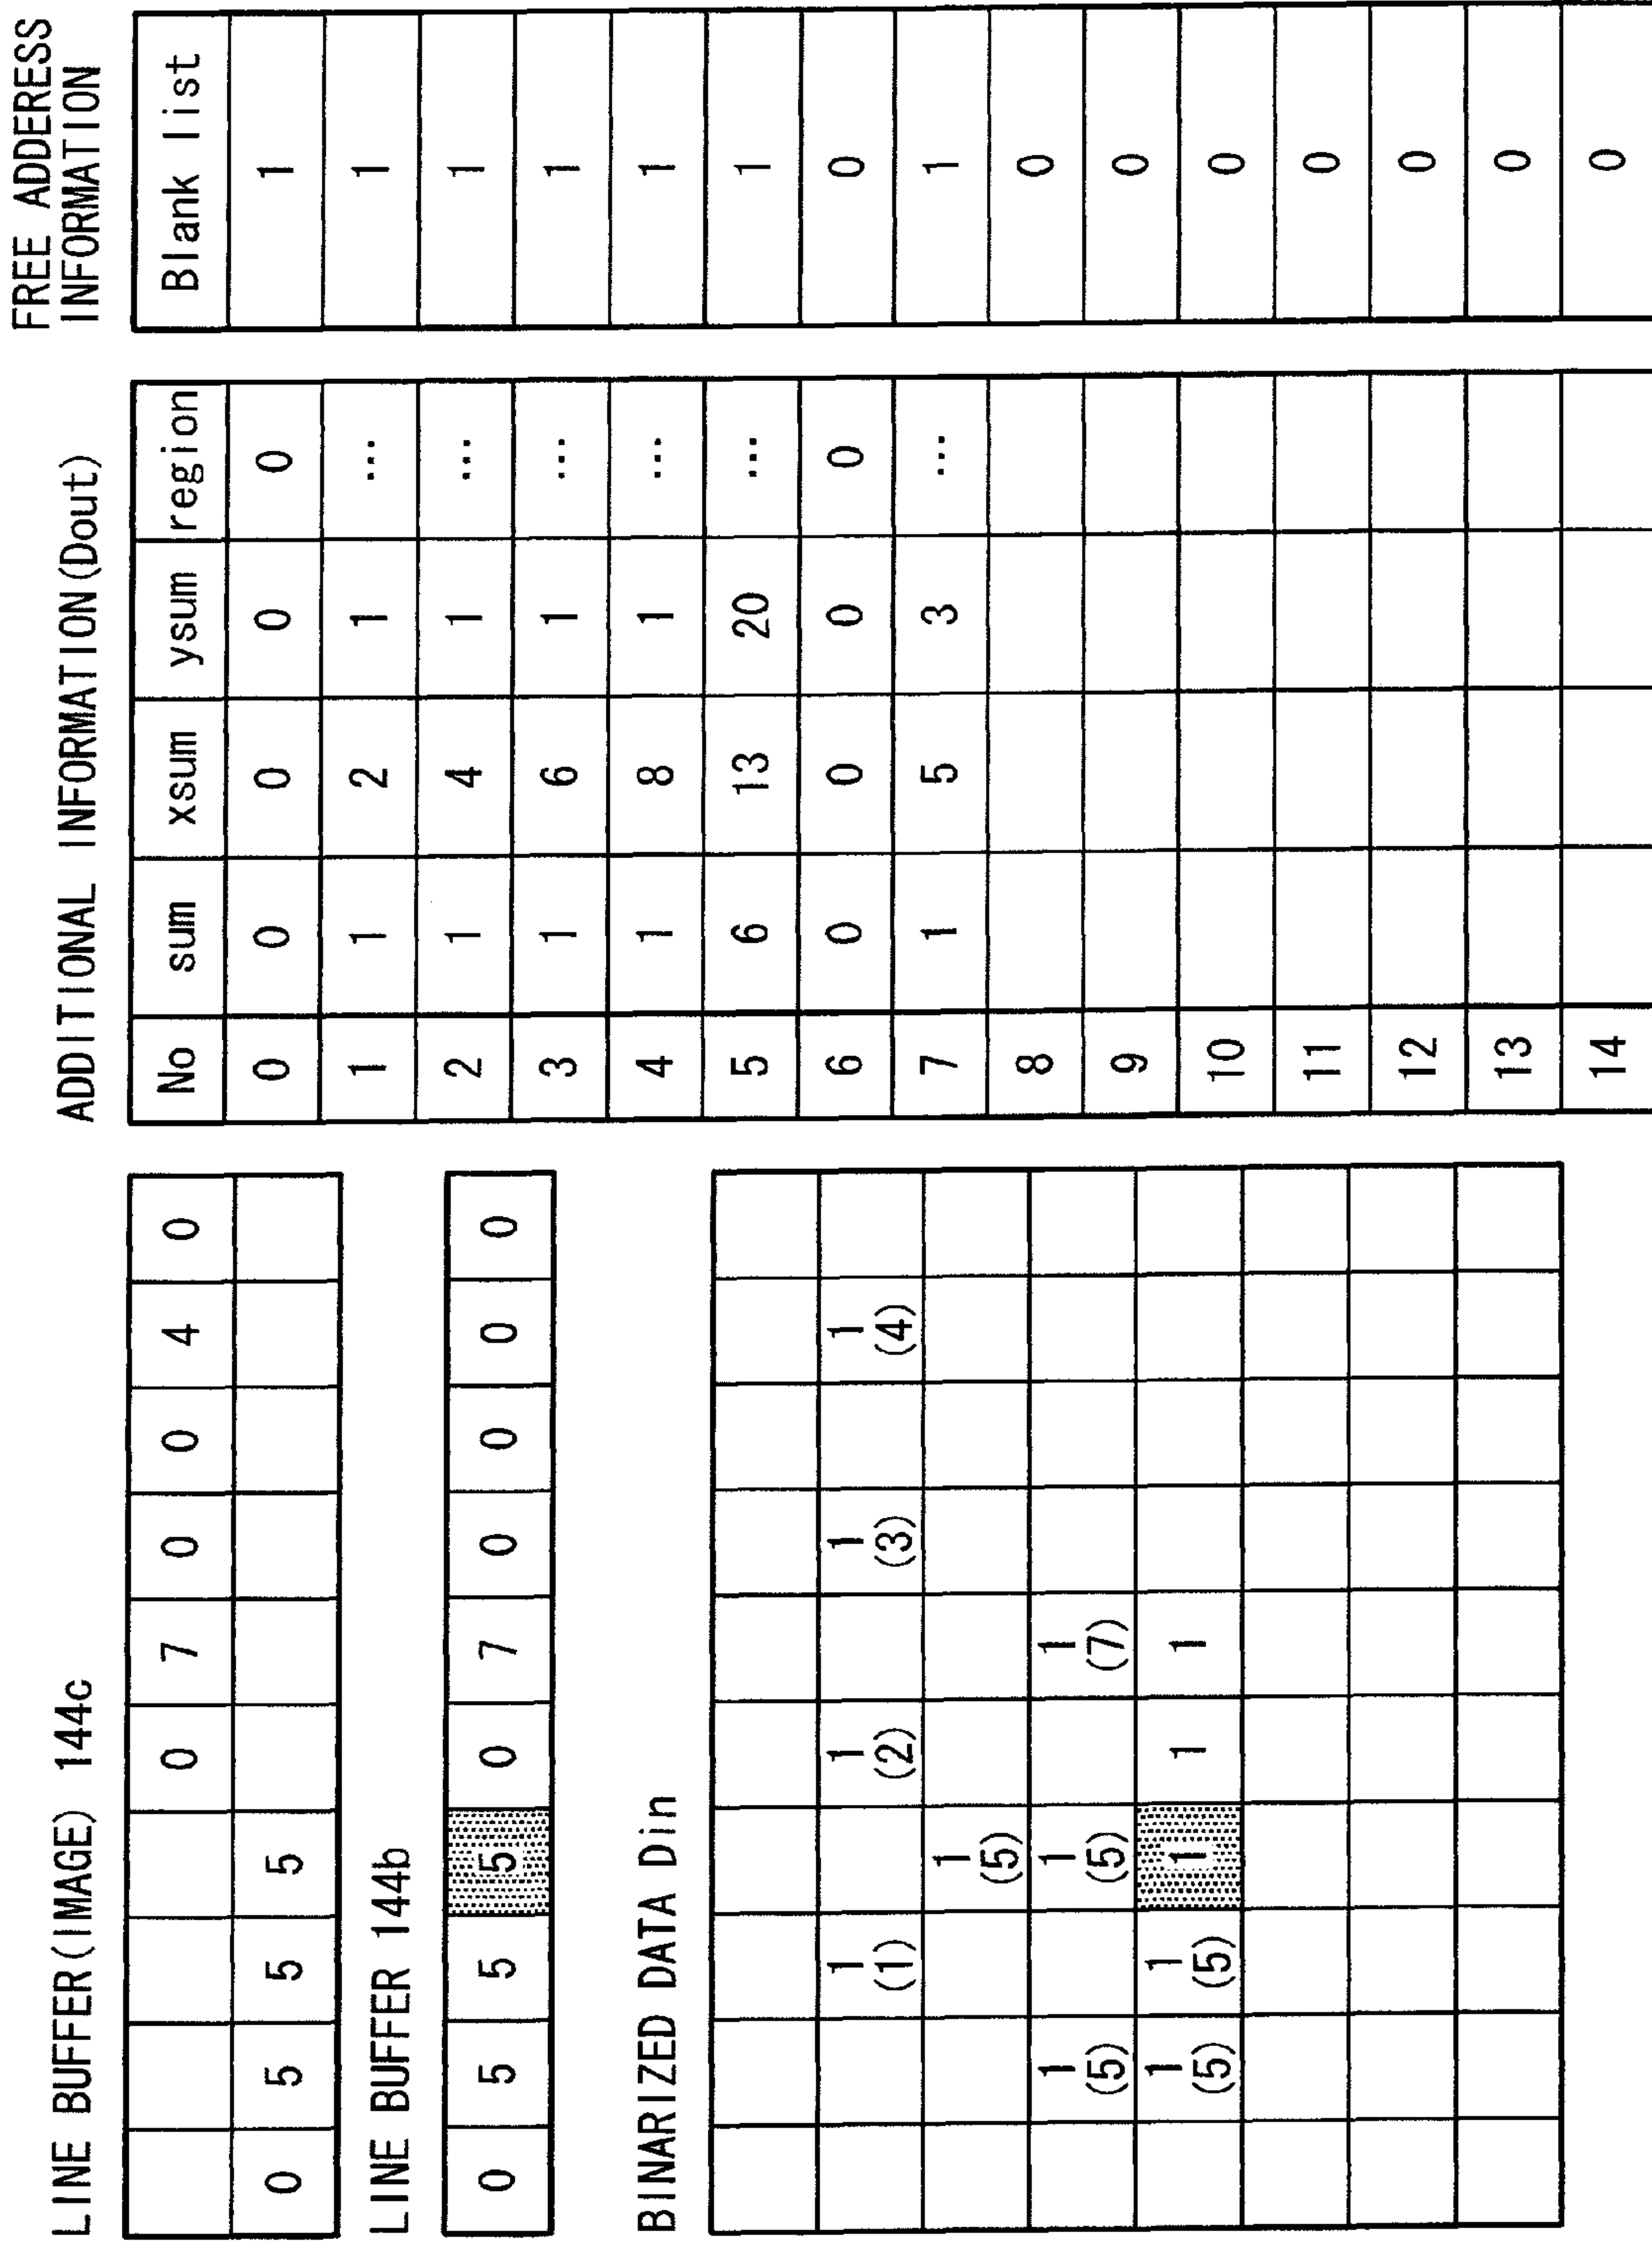 LINE BUFFER(IMAGE) 144c
0 7 0 0 4 0
0 5 5 5
LINE BUFFER 144b
0 5 5 5 0 7 0 0 0 0
BINARIZED DATA Din
1 1 1 1
(1) (2) (3) (4)
1
(5)
1 1 1
(5) (5) (7)
1 1 1 1 1
(5) (5)
ADDITIONAL INFORMATION(Dout)
No sum xsum ysum region
0 0 0 0 0
1 1 2 1 ...
2 1 4 1 ...
3 1 6 1 ...
4 1 8 1 ...
5 6 13 20 ...
6 0 0 0 0
7 1 5 3 ...
8
9
10
11
12
13
14
FREE ADDERESS
INFORMATION
Blank list
1
1
1
1
1
1
0
1
0
0
0
0
0
0
0